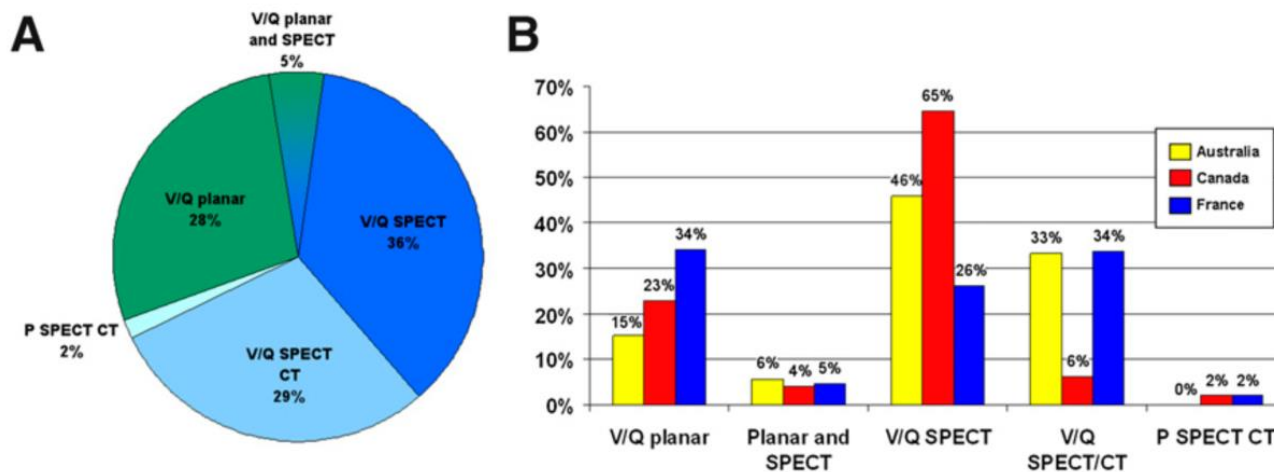 A
V/Q planar
and SPECT
5%
V/Q planar
28%
V/Q SPECT
36%
P SPECT CT
2%
V/Q SPECT
CT
29%
B
70%
60%
50%
40%
30%
20%
10%
0%
15%
23%
34%
6%
4%
5%
46%
65%
26%
33%
6%
34%
0%
2%
2%
Australia
Canada
France
V/Q planar
Planar and
SPECT
V/Q SPECT
V/Q
SPECT/CT
P SPECT CT